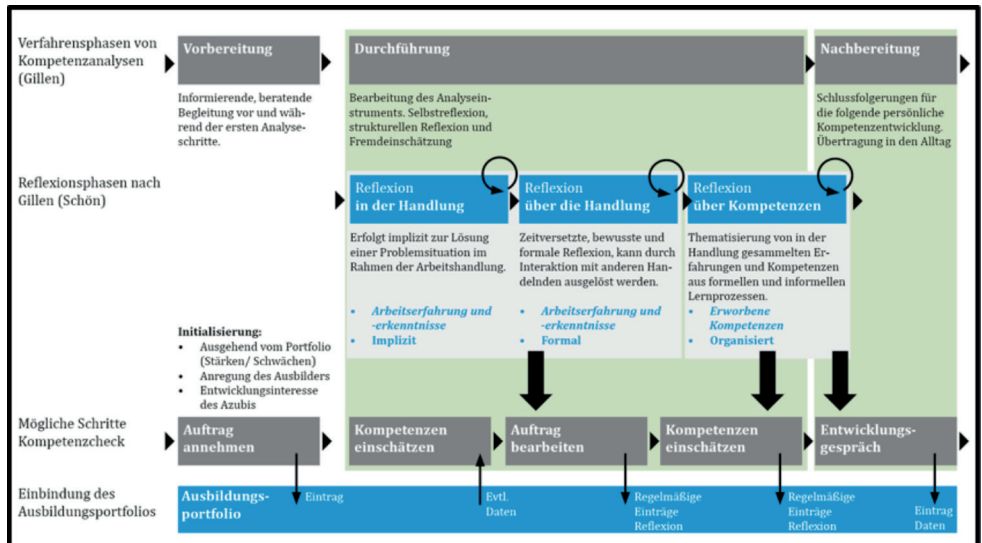 Verfahrensphasen von
Kompetenzanalysen
(Gillen)
Vorbereitung
Durchführung
Nachbereitung
Informierende, beratende
Begleitung vor und wäh-
rend der ersten Analyse-
schritte.
Bearbeitung des Analysein-
struments. Selbstreflexion,
strukturellen Reflexion und
Fremdeinschätzung
Schlussfolgerungen für
die folgende persönliche
Kompetenzentwicklung.
Übertragung in den Alltag
Reflexionsphasen nach
Gillen (Schön)
Reflexion
in der Handlung
Reflexion
über die Handlung
Reflexion
über Kompetenzen
Erfolgt implizit zur Lösung
einer Problemsituation im
Rahmen der Arbeitshandlung.
• Arbeitserfahrung und
-erkenntnisse
• Implizit
Zeitversetzte, bewusste und
formale Reflexion, kann durch
Interaktion mit anderen Han-
delnden ausgelöst werden.
• Arbeitserfahrung und
-erkenntnisse
• Formal
Thematisierung von in der
Handlung gesammelten Er-
fahrungen und Kompetenzen
aus formellen und informellen
Lernprozessen.
• Erworbene
Kompetenzen
• Organisiert
Initialisierung:
• Ausgehend vom Portfolio
(Stärken/ Schwächen)
• Anregung des Ausbilders
• Entwicklungsinteresse
des Azubis
Mögliche Schritte
Kompetenzcheck
Auftrag
annehmen
Kompetenzen
einschätzen
Auftrag
bearbeiten
Kompetenzen
einschätzen
Entwicklungs-
gespräch
Einbindung des
Ausbildungsportfolios
Ausbildungs-
portfolio
Eintrag
Evtl.
Daten
Regelmäßige
Einträge
Reflexion
Regelmäßige
Einträge
Reflexion
Eintrag
Daten